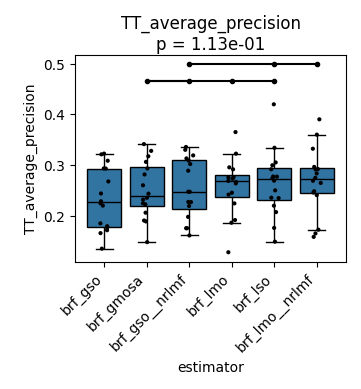 TT_average_precision
p = 1.13e-01
TT_average_precision
0.5
0.4
0.3
0.2
brf_gso
brf_gmosa
brf_gso__nrlmf
brf_lmo
brf_lso
brf_lmo__nrlmf
estimator